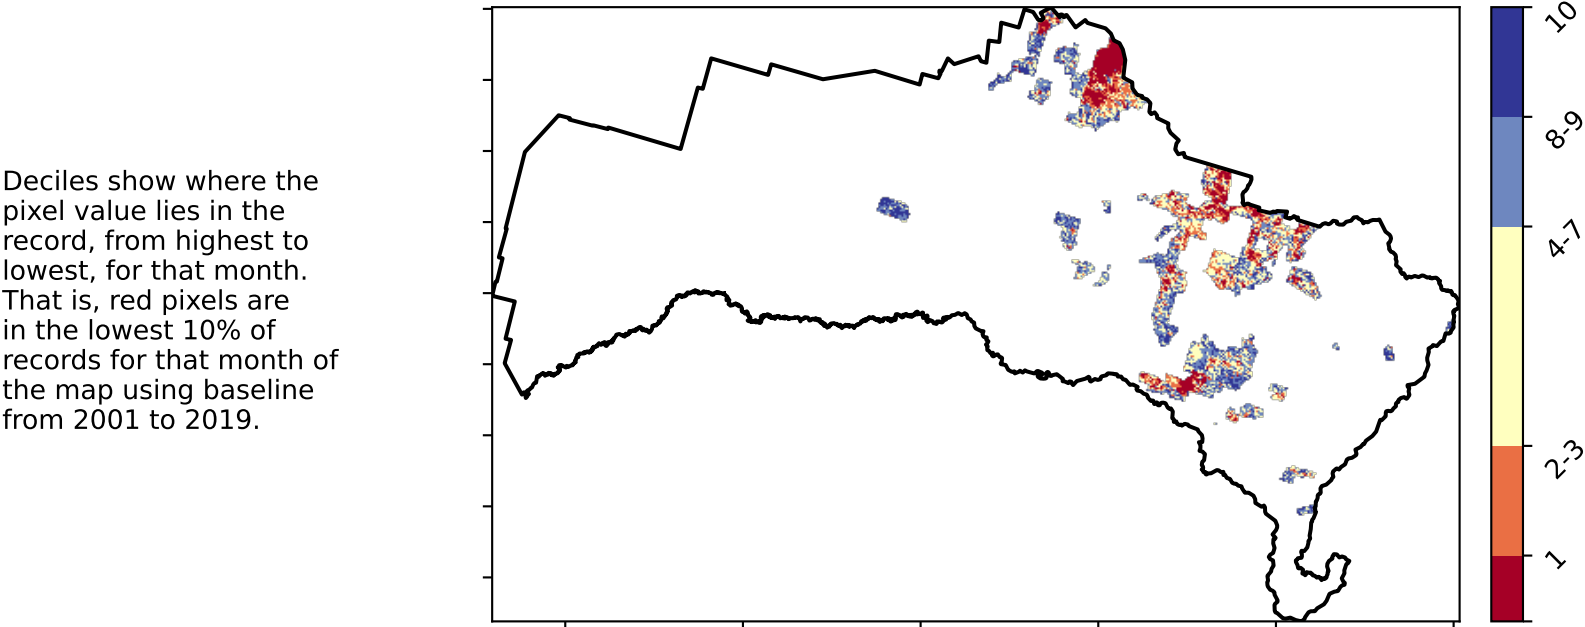 Deciles show where the
pixel value lies in the
record, from highest to
lowest, for that month.
That is, red pixels are
in the lowest 10% of
records for that month of
the map using baseline
from 2001 to 2019.
10
8-9
4-7
2-3
1